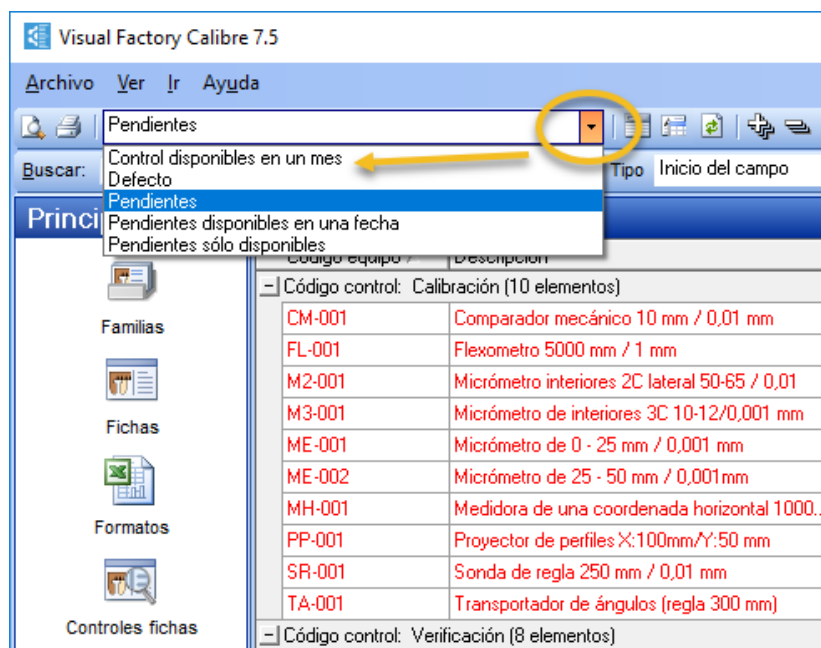 Visual Factory Calibre 7.5
Archivo Ver Ir Ayuda
Pendientes
Control disponibles en un mes
Defecto
Pendientes
Pendientes disponibles en una fecha
Pendientes sólo disponibles
Buscar: Tipo Inicio del campo
Princi
Código equipo Descripción
Código control: Calibración (10 elementos)
CM-001 Comparador mecánico 10 mm / 0,01 mm
FL-001 Flexometro 5000 mm / 1 mm
M2-001 Micrómetro interiores 2C lateral 50-65 / 0,01
M3-001 Micrómetro de interiores 3C 10-12/0,001 mm
ME-001 Micrómetro de 0 - 25 mm / 0,001 mm
ME-002 Micrómetro de 25 - 50 mm / 0,001mm
MH-001 Medidora de una coordenada horizontal 1000...
PP-001 Proyector de perfiles X:100mm/Y:50 mm
SR-001 Sonda de regla 250 mm / 0,01 mm
TA-001 Transportador de ángulos (regla 300 mm)
Código control: Verificación (8 elementos)
Familias
Fichas
Formatos
Controles fichas